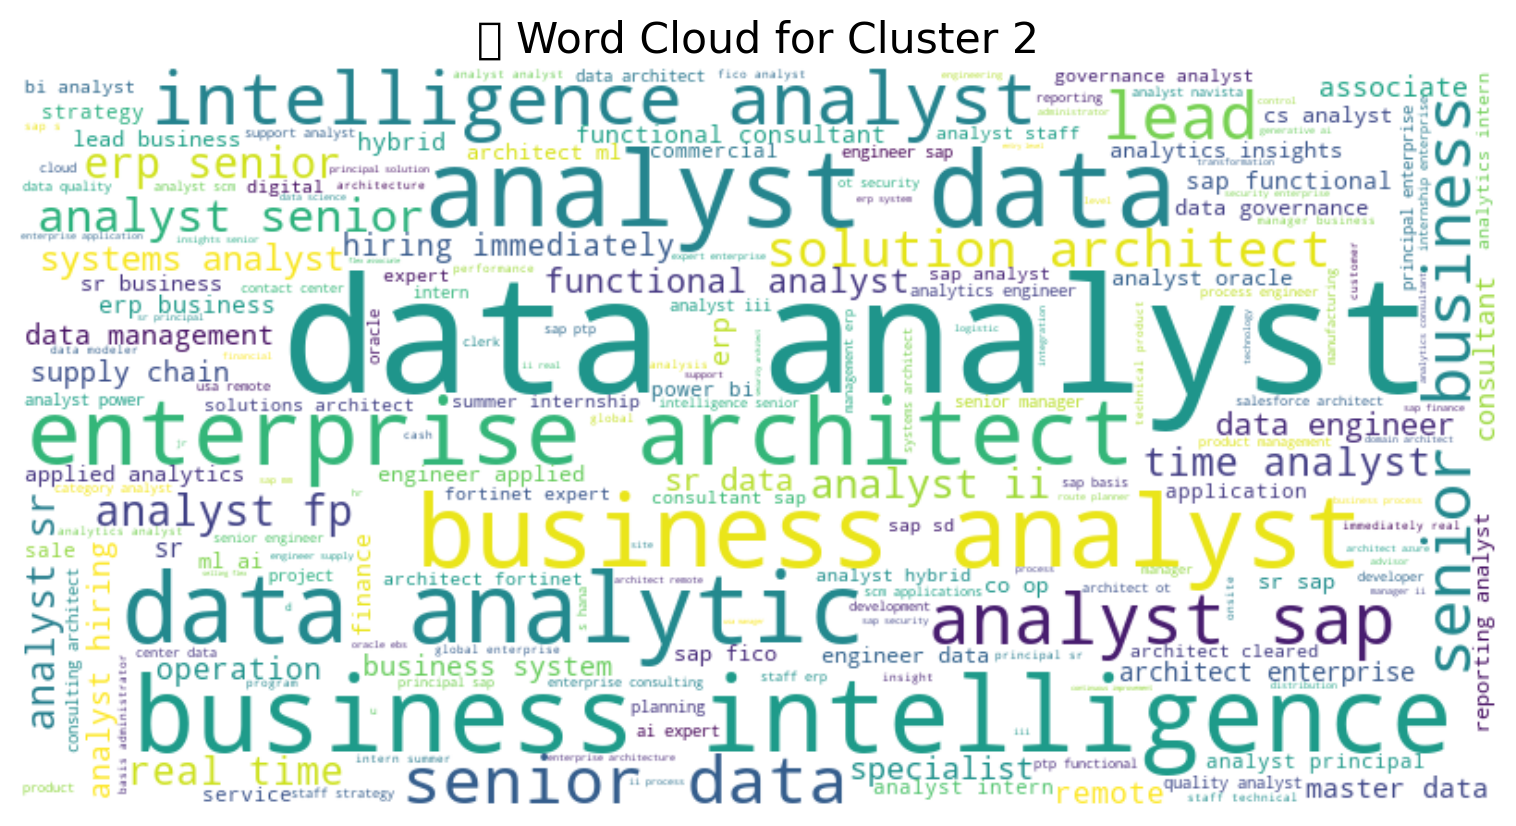 Word Cloud for Cluster 2
bi analyst
intelligence analyst
analyst analyst
data architect
fico analyst
engineering
governance analyst
associate
strategy
reporting
analyst navista
lead
control
cs analyst
administrator
generative ai
sap s
lead business
support analyst
hybrid
functional consultant
analyst staff
cloud
erp senior
principal solution
architect ml
commercial
engineer sap
entry level
analytics insights
transformation
data quality
analyst scm
digital
architecture
analyst data
ot security
sap functional
data science
erp system
level
security enterprise
analyst senior
data governance
manager business
enterprise application
insights senior
hiring immediately
solution architect
systems analyst
expert enterprise
principal enterprise
internship enterprise
analytics intern
senior business
customer
expert
performance
functional analyst
sap analyst
analyst oracle
sr business
contact center
intern
analytics engineer
process engineer
manufacturing
erp business
analyst iii
sr principal
data analyst
data management
oracle
sap ptp
erp
logistic
integration
technology
technical product
consultant
analytics consultant
data modeler
financial
clerk
analysis
management erp
systems architect
supply chain
ii real
support
usa remote
power bi
analyst power
solutions architect
summer internship
intelligence senior
senior manager
salesforce architect
sap finance
enterprise architect
global
data engineer
cash
jr
product management
domain architect
applied analytics
sap mm
engineer applied
sr data
analyst ii
sap basis
time analyst
category analyst
hr
fortinet expert
consultant sap
route planner
application
business process
analyst sr
analyst fp
business analyst
sap sd
immediately real
analytics analyst
senior engineer
sale
sr
engineer supply
site
architect azure
ml ai
finance
process
manager
advisor
project
architect fortinet
architect remote
analyst hybrid
co op
sr sap
developer
scm applications
architect ot
manager ii
onsite
reporting analyst
consulting architect
analyst hiring
d
data analytic
s hana
development
sap security
analyst sap
oracle ebs
global enterprise
center data
sap fico
engineer data
principal sr
architect cleared
operation
business system
architect enterprise
basis administrator
program
principal sap
enterprise consulting
staff erp
insight
continuous improvement
distribution
business intelligence
planning
u
ai expert
iii
real time
intern summer
enterprise architecture
specialist
ptp functional
analyst principal
product
service
staff strategy
senior data
ii process
analyst intern
remote
quality analyst
staff technical
master data